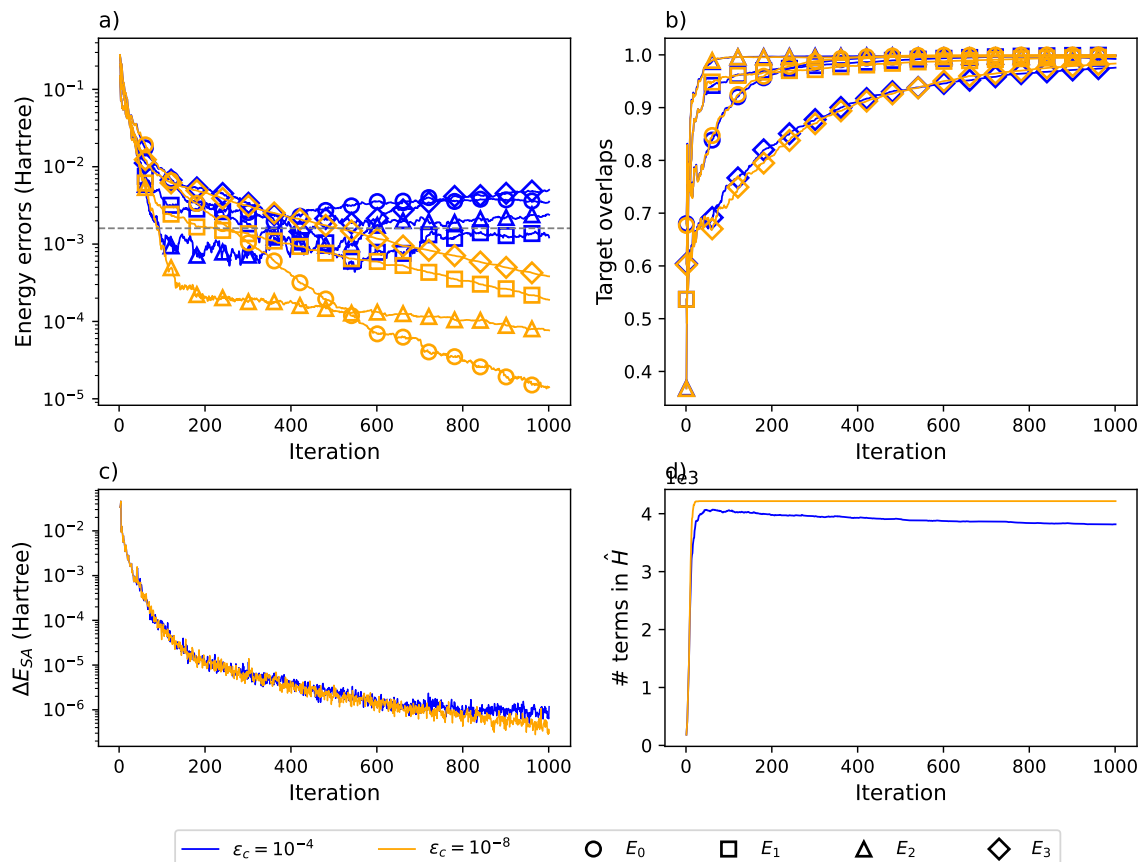 a)
b)
Energy errors (Hartree)
10⁻¹
10⁻²
10⁻³
10⁻⁴
10⁻⁵
0 200 400 600 800 1000
Iteration
Target overlaps
1.0
0.9
0.8
0.7
0.6
0.5
0.4
0 200 400 600 800 1000
Iteration
c)
d)
1e3
ΔE_SA (Hartree)
10⁻²
10⁻³
10⁻⁴
10⁻⁵
10⁻⁶
0 200 400 600 800 1000
Iteration
# terms in Ĥ
4
3
2
1
0
0 200 400 600 800 1000
Iteration
ε_c = 10⁻⁴ ε_c = 10⁻⁸ E₀ E₁ E₂ E₃